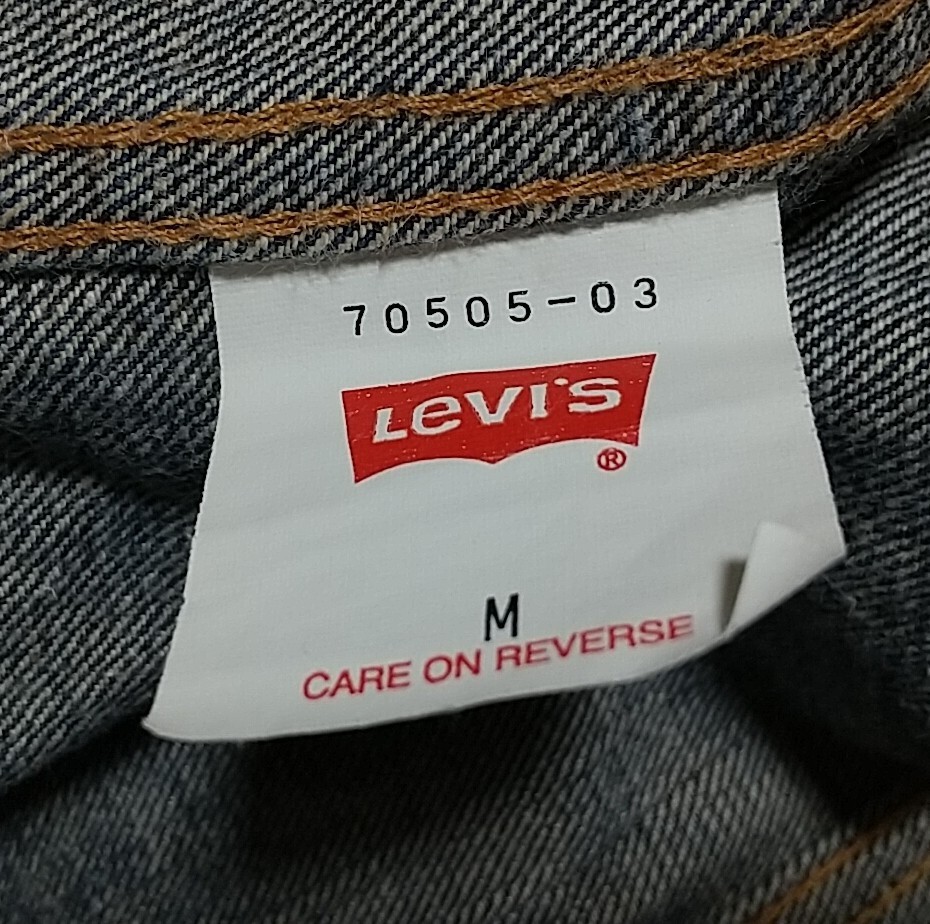 70505-03
LEVI'S
®
M
CARE ON REVERSE